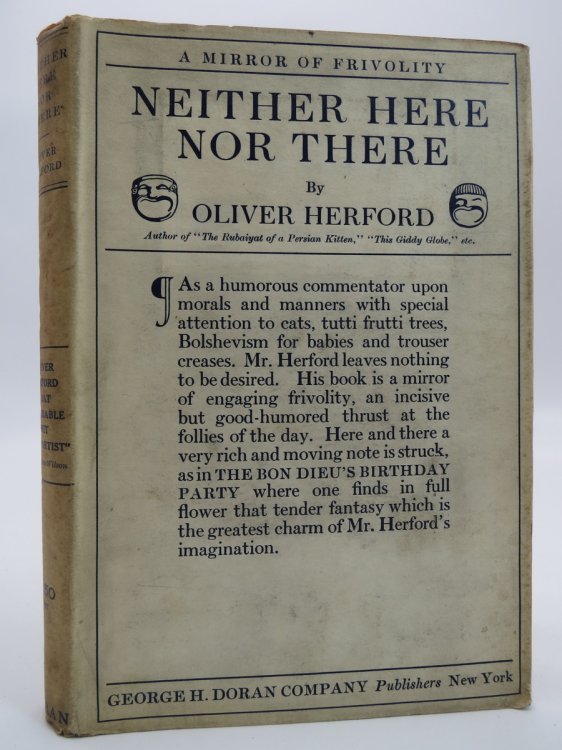 A MIRROR OF FRIVOLITY
NEITHER HERE
NOR THERE
By
OLIVER HERFORD
Author of "The Rubaiyat of a Persian Kitten," "This Giddy Globe," etc.
¶ As a humorous commentator upon
morals and manners with special
attention to cats, tutti frutti trees,
Bolshevism for babies and trouser
creases. Mr. Herford leaves nothing
to be desired. His book is a mirror
of engaging frivolity, an incisive
but good-humored thrust at the
follies of the day. Here and there a
very rich and moving note is struck,
as in THE BON DIEU'S BIRTHDAY
PARTY where one finds in full
flower that tender fantasy which is
the greatest charm of Mr. Herford's
imagination.
GEORGE H. DORAN COMPANY Publishers New York